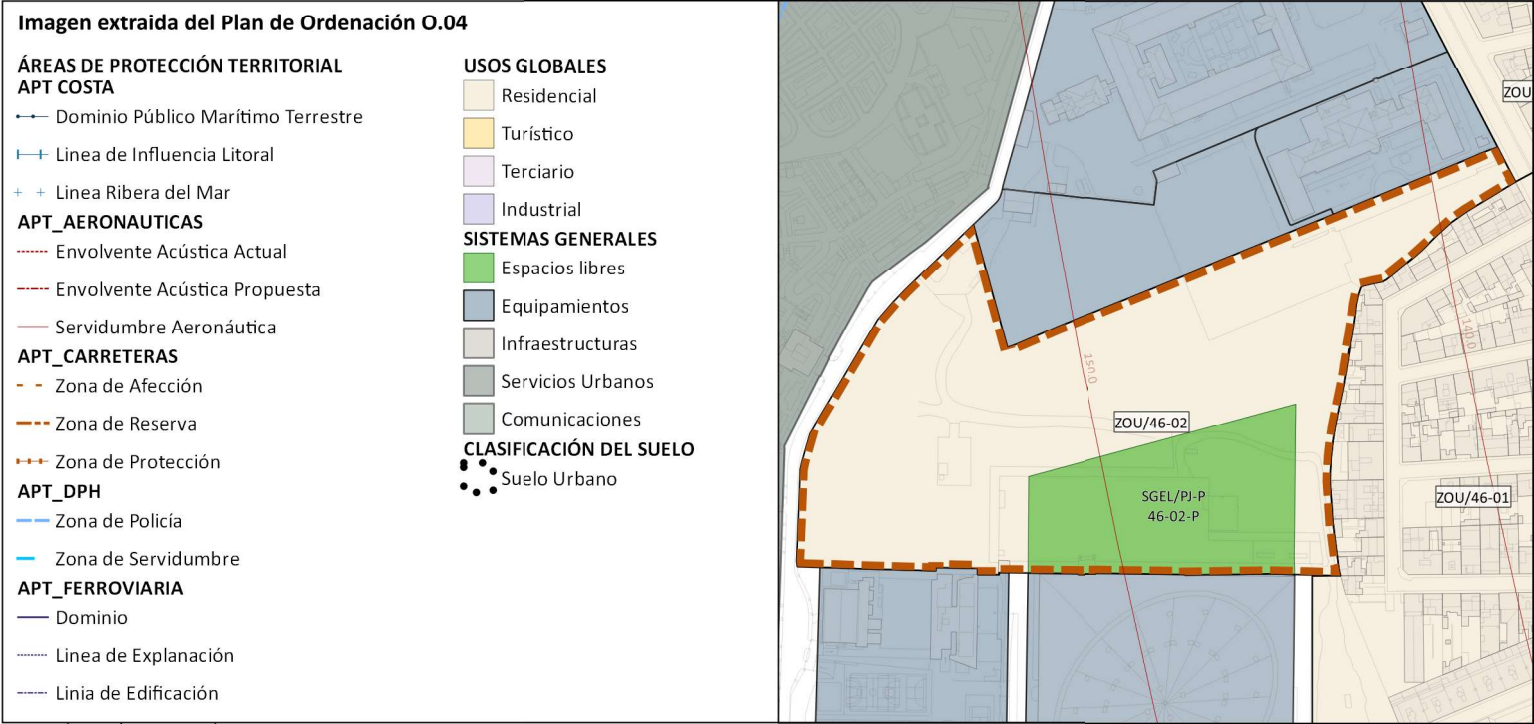 Imagen extraida del Plan de Ordenación O.04
ÁREAS DE PROTECCIÓN TERRITORIAL
APT COSTA
Dominio Público Marítimo Terrestre
Linea de Influencia Litoral
Linea Ribera del Mar
APT_AERONAUTICAS
Envolvente Acústica Actual
Envolvente Acústica Propuesta
Servidumbre Aeronáutica
APT_CARRETERAS
Zona de Afección
Zona de Reserva
Zona de Protección
APT_DPH
Zona de Policía
Zona de Servidumbre
APT_FERROVIARIA
Dominio
Linea de Explanación
Linia de Edificación
USOS GLOBALES
Residencial
Turístico
Terciario
Industrial
SISTEMAS GENERALES
Espacios libres
Equipamientos
Infraestructuras
Servicios Urbanos
Comunicaciones
CLASIFICACIÓN DEL SUELO
Suelo Urbano
ZOU
150.0
140.0
ZOU/46-02
SGEL/PJ-P
46-02-P
ZOU/46-01